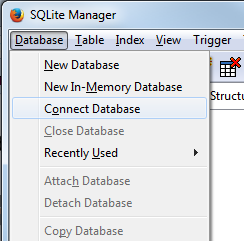 SQLite Manager
Database Table Index View Trigger
New Database
New In-Memory Database
Connect Database
Close Database
Recently Used
Attach Database
Detach Database
Copy Database